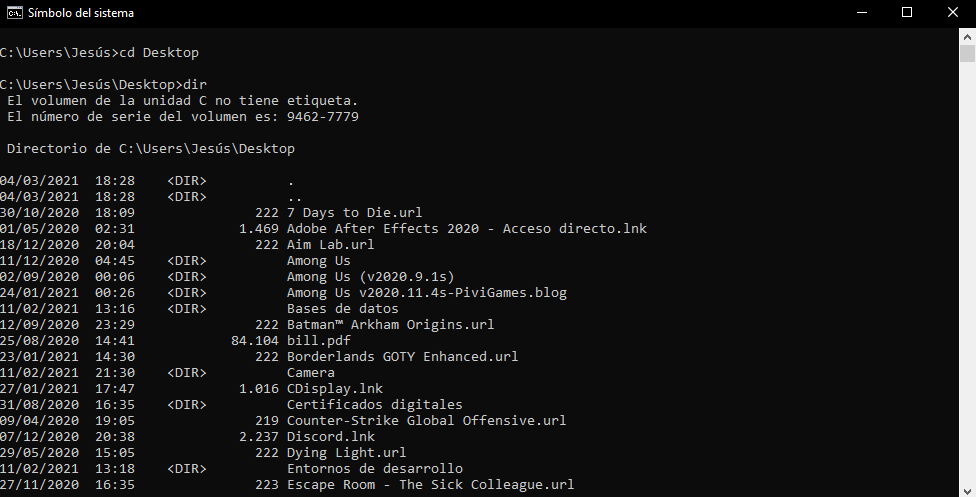 Símbolo del sistema
C:\Users\Jesús>cd Desktop
C:\Users\Jesús\Desktop>dir
 El volumen de la unidad C no tiene etiqueta.
 El número de serie del volumen es: 9462-7779
 Directorio de C:\Users\Jesús\Desktop
04/03/2021  18:28    <DIR>          .
04/03/2021  18:28    <DIR>          ..
30/10/2020  18:09               222 7 Days to Die.url
01/05/2020  02:31             1.469 Adobe After Effects 2020 - Acceso directo.lnk
18/12/2020  20:04               222 Aim Lab.url
11/12/2020  04:45    <DIR>          Among Us
02/09/2020  00:06    <DIR>          Among Us (v2020.9.1s)
24/01/2021  00:26    <DIR>          Among Us v2020.11.4s-PiviGames.blog
11/02/2021  13:16    <DIR>          Bases de datos
12/09/2020  23:29               222 Batman™ Arkham Origins.url
25/08/2020  14:41            84.104 bill.pdf
23/01/2021  14:30               222 Borderlands GOTY Enhanced.url
11/02/2021  21:30    <DIR>          Camera
27/01/2021  17:47             1.016 CDisplay.lnk
31/08/2020  16:35    <DIR>          Certificados digitales
09/04/2020  19:05               219 Counter-Strike Global Offensive.url
07/12/2020  20:38             2.237 Discord.lnk
29/05/2020  15:05               222 Dying Light.url
11/02/2021  13:18    <DIR>          Entornos de desarrollo
27/11/2020  16:35               223 Escape Room - The Sick Colleague.url